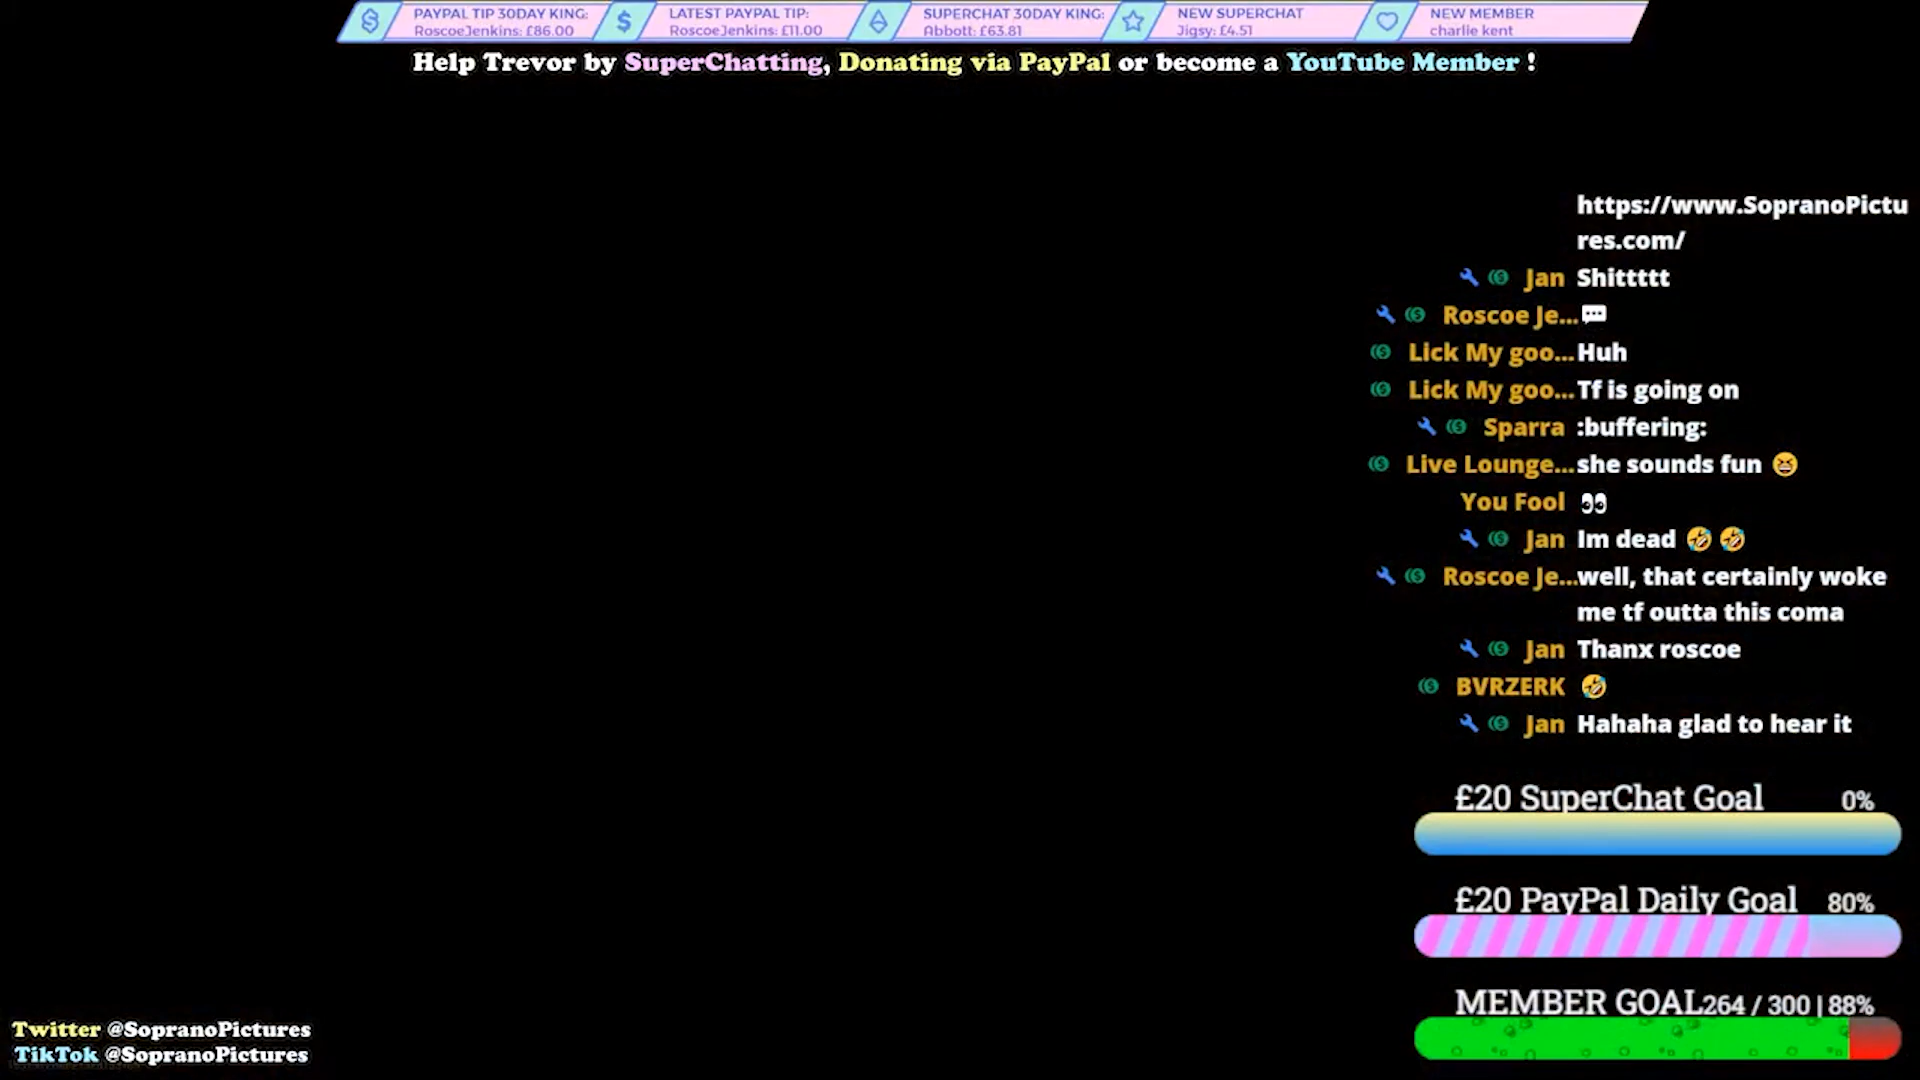 PAYPAL TIP 30DAY KING: LATEST PAYPAL TIP: SUPERCHAT 30DAY KING: NEW SUPERCHAT NEW MEMBER
RoscoeJenkins: £86.00 RoscoeJenkins: £11.00 Abbott: £63.81 Jigsy: £4.51 charlie kent
Help Trevor by SuperChatting, Donating via PayPal or become a YouTube Member !
https://www.SopranoPictu
res.com/
Jan Shittttt
Roscoe Je... 💬
Lick My goo... Huh
Lick My goo... Tf is going on
Sparra :buffering:
Live Lounge... she sounds fun 😆
You Fool 👀
Jan Im dead 🤣 🤣
Roscoe Je... well, that certainly woke
me tf outta this coma
Jan Thanx roscoe
BVRZERK 🤣
Jan Hahaha glad to hear it
£20 SuperChat Goal 0%
£20 PayPal Daily Goal 80%
MEMBER GOAL 264 / 300 | 88%
Twitter @SopranoPictures
TikTok @SopranoPictures